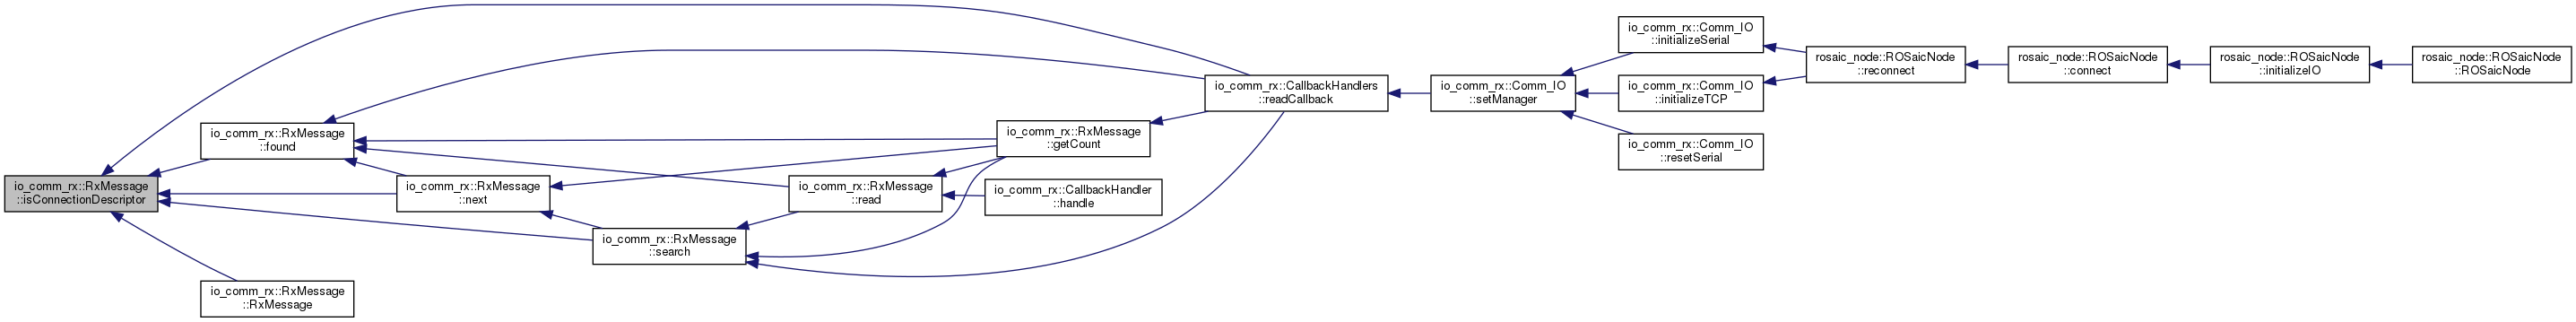 io_comm_rx::RxMessage
::isConnectionDescriptor
io_comm_rx::RxMessage
::found
io_comm_rx::RxMessage
::RxMessage
io_comm_rx::RxMessage
::next
io_comm_rx::RxMessage
::search
io_comm_rx::RxMessage
::read
io_comm_rx::RxMessage
::getCount
io_comm_rx::CallbackHandler
::handle
io_comm_rx::CallbackHandlers
::readCallback
io_comm_rx::Comm_IO
::setManager
io_comm_rx::Comm_IO
::initializeSerial
io_comm_rx::Comm_IO
::initializeTCP
io_comm_rx::Comm_IO
::resetSerial
rosaic_node::ROSaicNode
::reconnect
rosaic_node::ROSaicNode
::connect
rosaic_node::ROSaicNode
::initializeIO
rosaic_node::ROSaicNode
::ROSaicNode